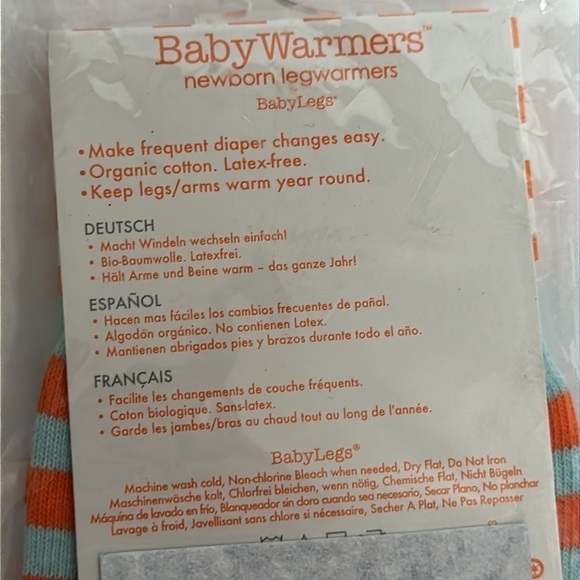 BabyWarmers™
newborn legwarmers
BabyLegs®
• Make frequent diaper changes easy.
• Organic cotton. Latex-free.
• Keep legs/arms warm year round.
DEUTSCH
• Macht Windeln wechseln einfach!
• Bio-Baumwolle. Latexfrei.
• Hält Arme und Beine warm – das ganze Jahr!
ESPAÑOL
• Hacen mas fáciles los cambios frecuentes de pañal.
• Algodón orgánico. No contienen Latex.
• Mantienen abrigados pies y brazos durante todo el año.
FRANÇAIS
• Facilite les changements de couche fréquents.
• Coton biologique. Sans-latex.
• Garde les jambes/bras au chaud tout au long de l'année.
BabyLegs®
Machine wash cold, Non-chlorine Bleach when needed, Dry Flat, Do Not Iron
Maschinenwäsche kalt, Chlorfrei bleichen, wenn nötig, Chemische Flat, Nicht Bügeln
Máquina de lavado en frío, Blanqueador sin cloro cuando sea necesario, Secar Plano, No planchar
Lavage à froid, Javellisant sans chlore si nécessaire, Secher A Plat, Ne Pas Repasser